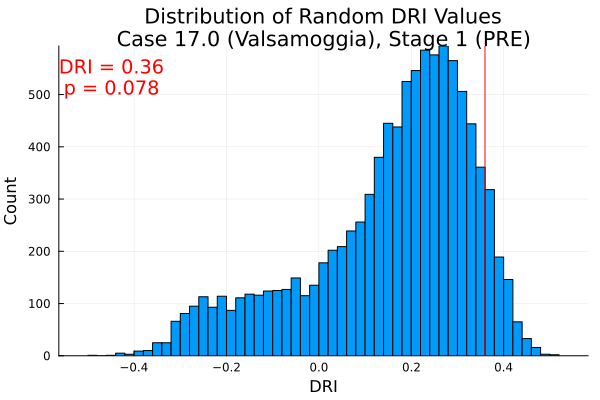 Distribution of Random DRI Values
Case 17.0 (Valsamoggia), Stage 1 (PRE)
DRI = 0.36
p = 0.078
500
400
300
200
100
0
Count
−0.4
−0.2
0.0
0.2
0.4
DRI